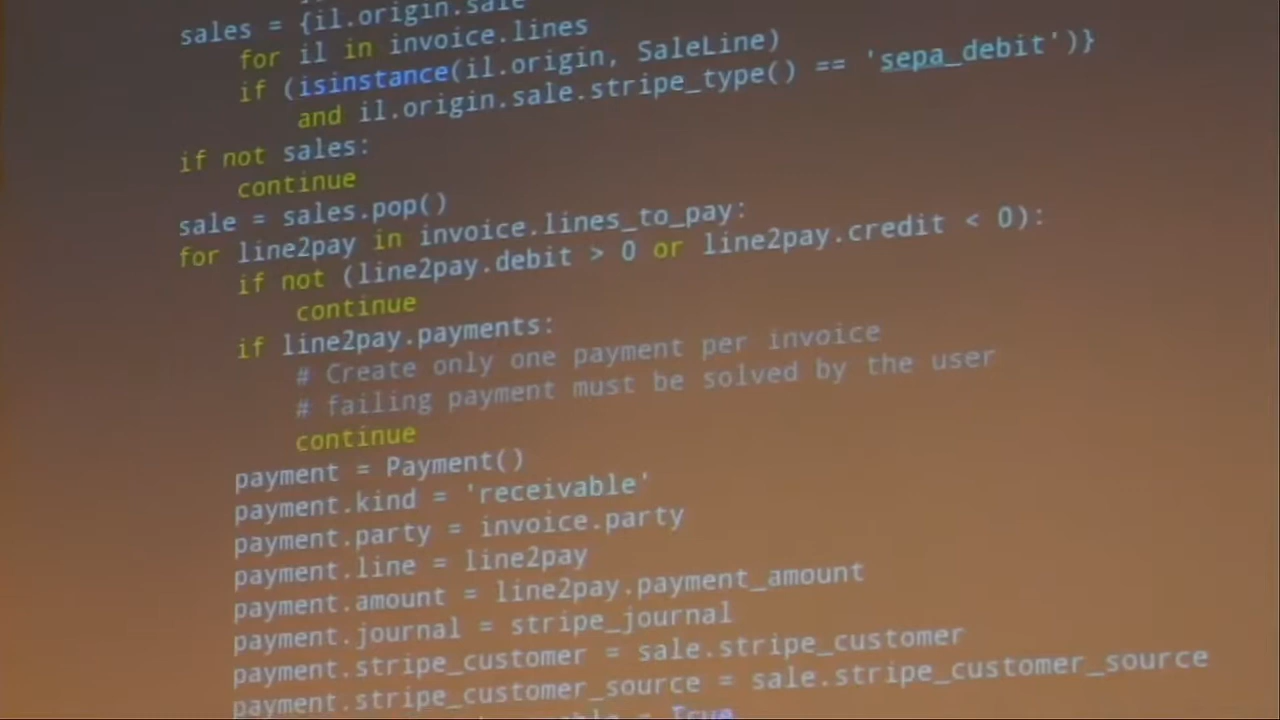 sales = {il.origin.sale
for il in invoice.lines
if (isinstance(il.origin, SaleLine)
and il.origin.sale.stripe_type() == 'sepa_debit')}
if not sales:
continue
sale = sales.pop()
for line2pay in invoice.lines_to_pay:
if not (line2pay.debit > 0 or line2pay.credit < 0):
continue
if line2pay.payments:
# Create only one payment per invoice
# failing payment must be solved by the user
continue
payment = Payment()
payment.kind = 'receivable'
payment.party = invoice.party
payment.line = line2pay
payment.amount = line2pay.payment_amount
payment.journal = stripe_journal
payment.stripe_customer = sale.stripe_customer
payment.stripe_customer_source = sale.stripe_customer_source
= True